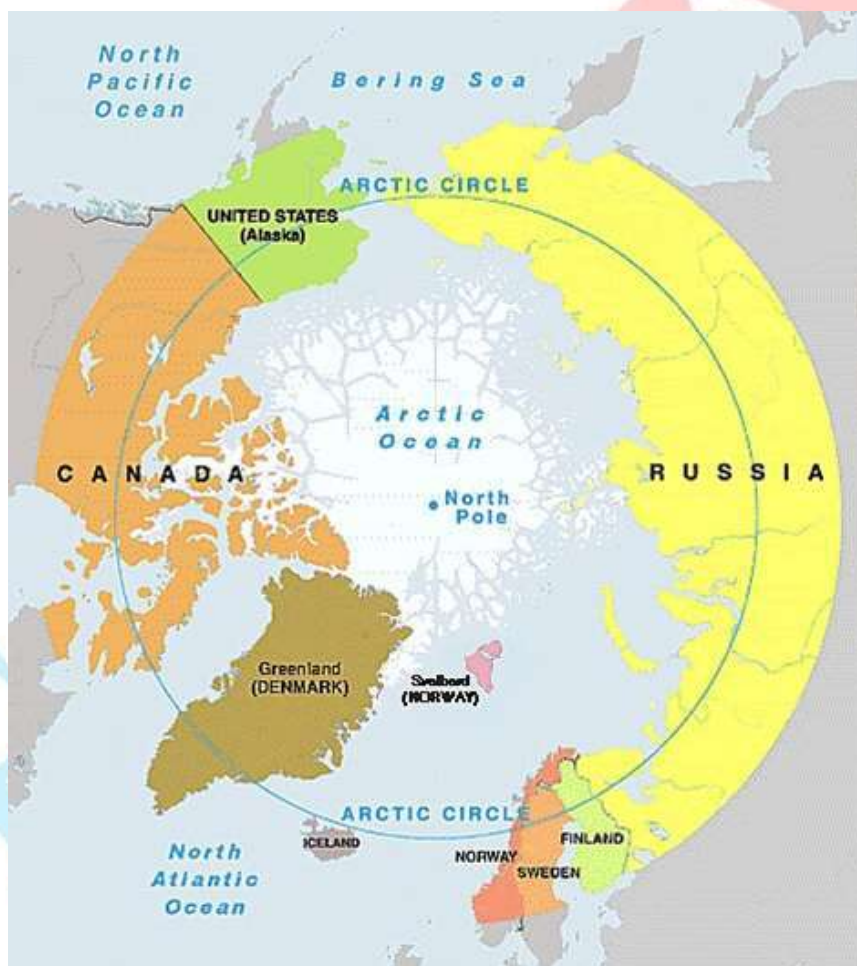 North
Pacific
Ocean
Bering Sea
ARCTIC CIRCLE
UNITED STATES
(Alaska)
Arctic
Ocean
CANADA
RUSSIA
North
Pole
Greenland
(DENMARK)
Svalbard
(NORWAY)
ARCTIC CIRCLE
ICELAND
FINLAND
NORWAY
SWEDEN
North
Atlantic
Ocean